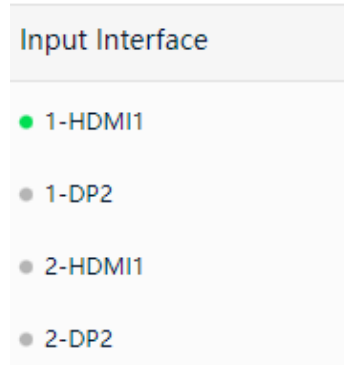 Input Interface
1-HDMI1
1-DP2
2-HDMI1
2-DP2